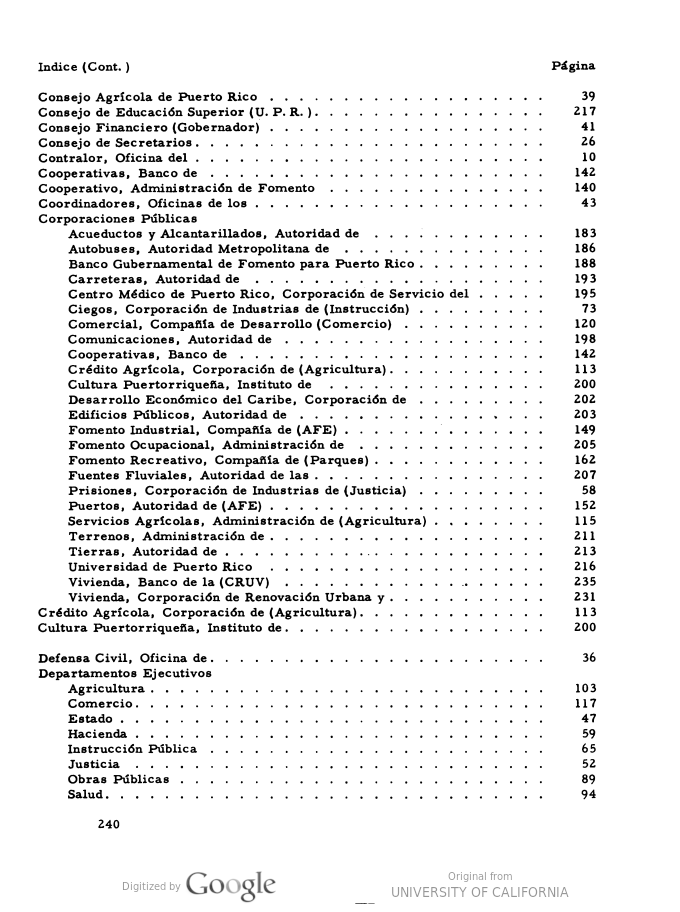 Indice (Cont. ) Página
Consejo Agrícola de Puerto Rico . . . . . . . . . . . . . . . . . . . 39
Consejo de Educación Superior (U. P. R. ). . . . . . . . . . . . . . . . 217
Consejo Financiero (Gobernador) . . . . . . . . . . . . . . . . . . . 41
Consejo de Secretarios. . . . . . . . . . . . . . . . . . . . . . . . 26
Contralor, Oficina del . . . . . . . . . . . . . . . . . . . . . . . . 10
Cooperativas, Banco de . . . . . . . . . . . . . . . . . . . . . . . 142
Cooperativo, Administración de Fomento . . . . . . . . . . . . . . . 140
Coordinadores, Oficinas de los . . . . . . . . . . . . . . . . . . . . 43
Corporaciones Públicas
Acueductos y Alcantarillados, Autoridad de . . . . . . . . . . . . 183
Autobuses, Autoridad Metropolitana de . . . . . . . . . . . . . . 186
Banco Gubernamental de Fomento para Puerto Rico . . . . . . . . . 188
Carreteras, Autoridad de . . . . . . . . . . . . . . . . . . . . 193
Centro Médico de Puerto Rico, Corporación de Servicio del . . . . . 195
Ciegos, Corporación de Industrias de (Instrucción) . . . . . . . . . 73
Comercial, Compañía de Desarrollo (Comercio) . . . . . . . . . . 120
Comunicaciones, Autoridad de . . . . . . . . . . . . . . . . . . 198
Cooperativas, Banco de . . . . . . . . . . . . . . . . . . . . . 142
Crédito Agrícola, Corporación de (Agricultura). . . . . . . . . . . 113
Cultura Puertorriqueña, Instituto de . . . . . . . . . . . . . . . 200
Desarrollo Económico del Caribe, Corporación de . . . . . . . . . 202
Edificios Públicos, Autoridad de . . . . . . . . . . . . . . . . . 203
Fomento Industrial, Compañía de (AFE) . . . . . . . . . . . . . . 149
Fomento Ocupacional, Administración de . . . . . . . . . . . . . 205
Fomento Recreativo, Compañía de (Parques) . . . . . . . . . . . . 162
Fuentes Fluviales, Autoridad de las . . . . . . . . . . . . . . . . 207
Prisiones, Corporación de Industrias de (Justicia) . . . . . . . . . 58
Puertos, Autoridad de (AFE) . . . . . . . . . . . . . . . . . . . 152
Servicios Agrícolas, Administración de (Agricultura) . . . . . . . . 115
Terrenos, Administración de . . . . . . . . . . . . . . . . . . . 211
Tierras, Autoridad de . . . . . . . . . . . . . . . . . . . . . . 213
Universidad de Puerto Rico . . . . . . . . . . . . . . . . . . . 216
Vivienda, Banco de la (CRUV) . . . . . . . . . . . . . . . . . . 235
Vivienda, Corporación de Renovación Urbana y . . . . . . . . . . . 231
Crédito Agrícola, Corporación de (Agricultura). . . . . . . . . . . . . 113
Cultura Puertorriqueña, Instituto de. . . . . . . . . . . . . . . . . . 200
Defensa Civil, Oficina de. . . . . . . . . . . . . . . . . . . . . . . 36
Departamentos Ejecutivos
Agricultura . . . . . . . . . . . . . . . . . . . . . . . . . . . 103
Comercio. . . . . . . . . . . . . . . . . . . . . . . . . . . . 117
Estado . . . . . . . . . . . . . . . . . . . . . . . . . . . . . 47
Hacienda . . . . . . . . . . . . . . . . . . . . . . . . . . . . 59
Instrucción Pública . . . . . . . . . . . . . . . . . . . . . . . 65
Justicia . . . . . . . . . . . . . . . . . . . . . . . . . . . . 52
Obras Públicas . . . . . . . . . . . . . . . . . . . . . . . . . 89
Salud. . . . . . . . . . . . . . . . . . . . . . . . . . . . . . 94
240
Digitized by Google
Original from
UNIVERSITY OF CALIFORNIA